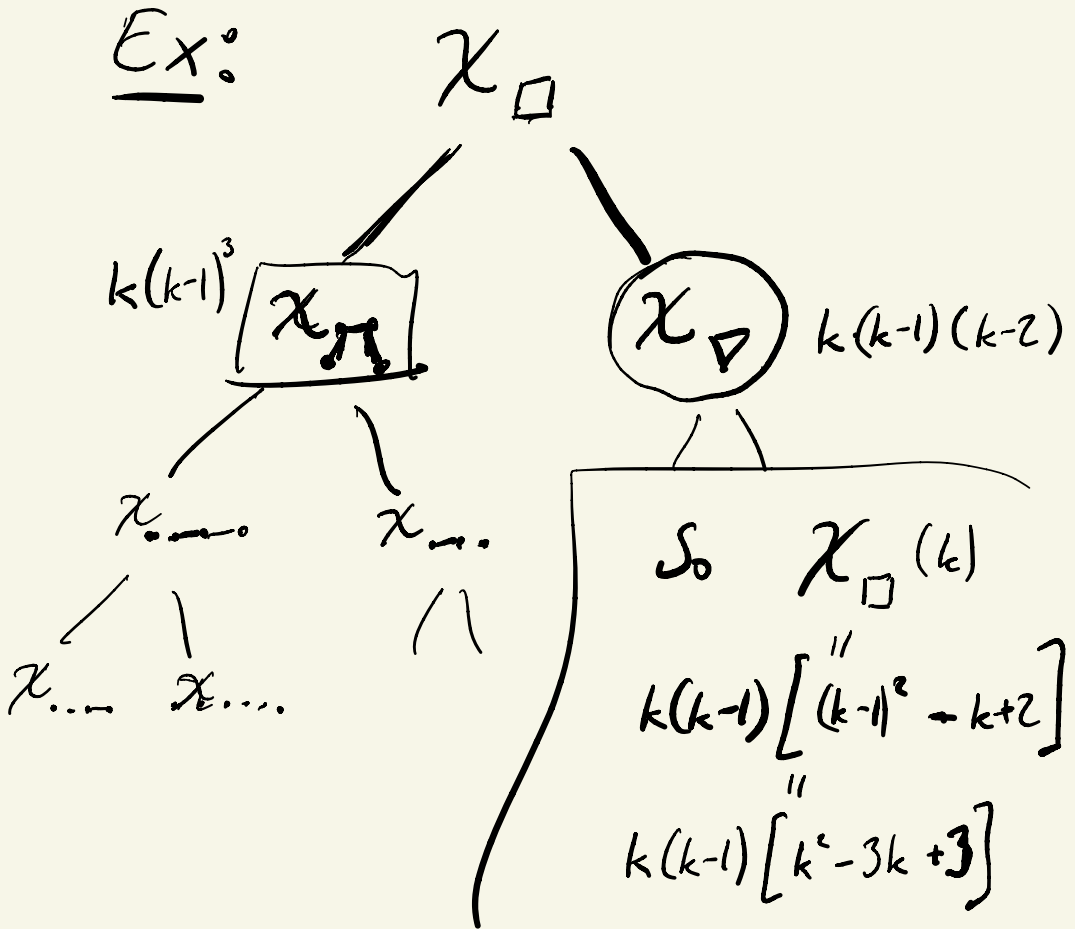 Ex:
χ□
k(k-1)³
χ
χ▽
k(k-1)(k-2)
χ
χ
χ....
χ....
So χ□(k)
=
k(k-1)[(k-1)² - k+2]
=
k(k-1)[k² - 3k + 3]